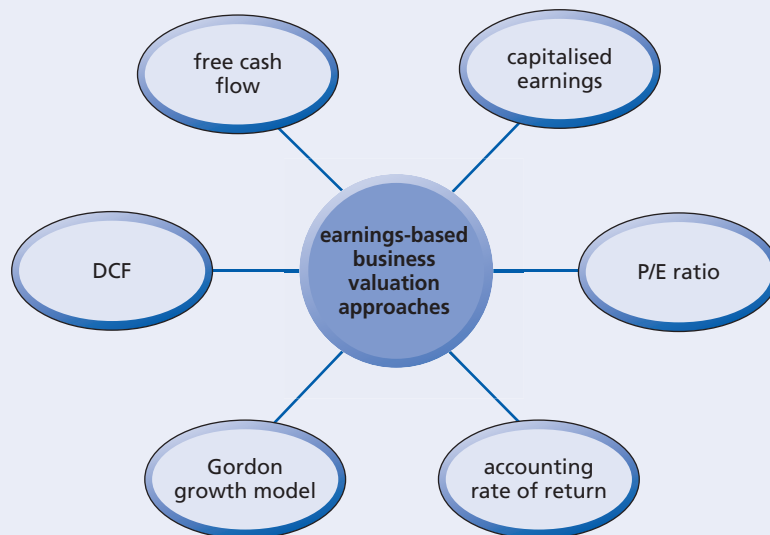 free cash
flow
capitalised
earnings
earnings-based
business
valuation
approaches
DCF
P/E ratio
Gordon
growth model
accounting
rate of return